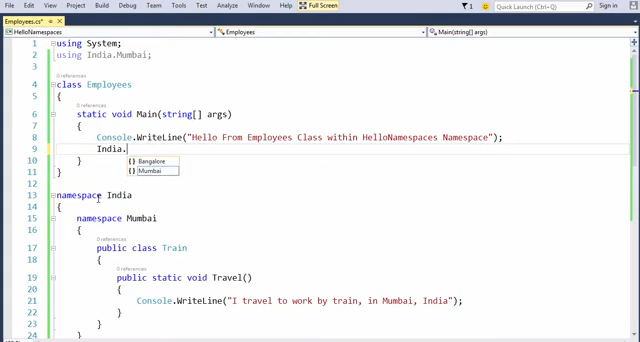 File Edit View Project Build Debug Team Tools Test Analyze Window Help Full Screen 1 Quick Launch (Ctrl+Q) Sign in
Employees.cs*
HelloNamespaces Employees Main(string[] args)
1 using System;
2 using India.Mumbai;
3
0 references
4 class Employees
5 {
0 references
6 static void Main(string[] args)
7 {
8 Console.WriteLine("Hello From Employees Class within HelloNamespaces Namespace");
9 India.
10 } {} Bangalore
11 } {} Mumbai
12
13 namespace India
14 {
15 namespace Mumbai
16 {
0 references
17 public class Train
18 {
0 references
19 public static void Travel()
20 {
21 Console.WriteLine("I travel to work by train, in Mumbai, India");
22 }
23 }
24 }